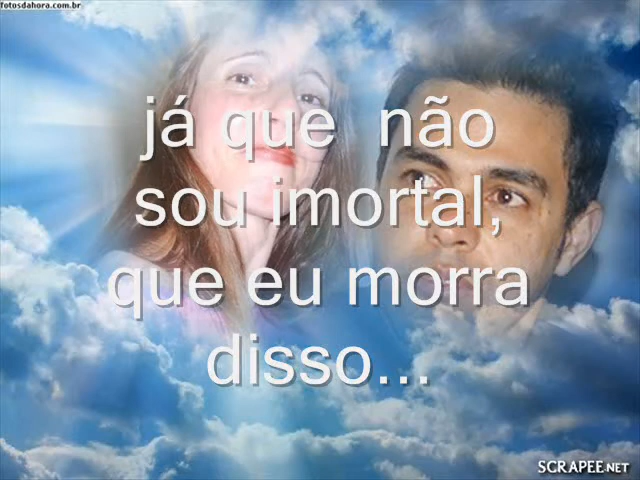 fotosdahora.com.br
já que não
sou imortal,
que eu morra
disso...
SCRAPEE.NET